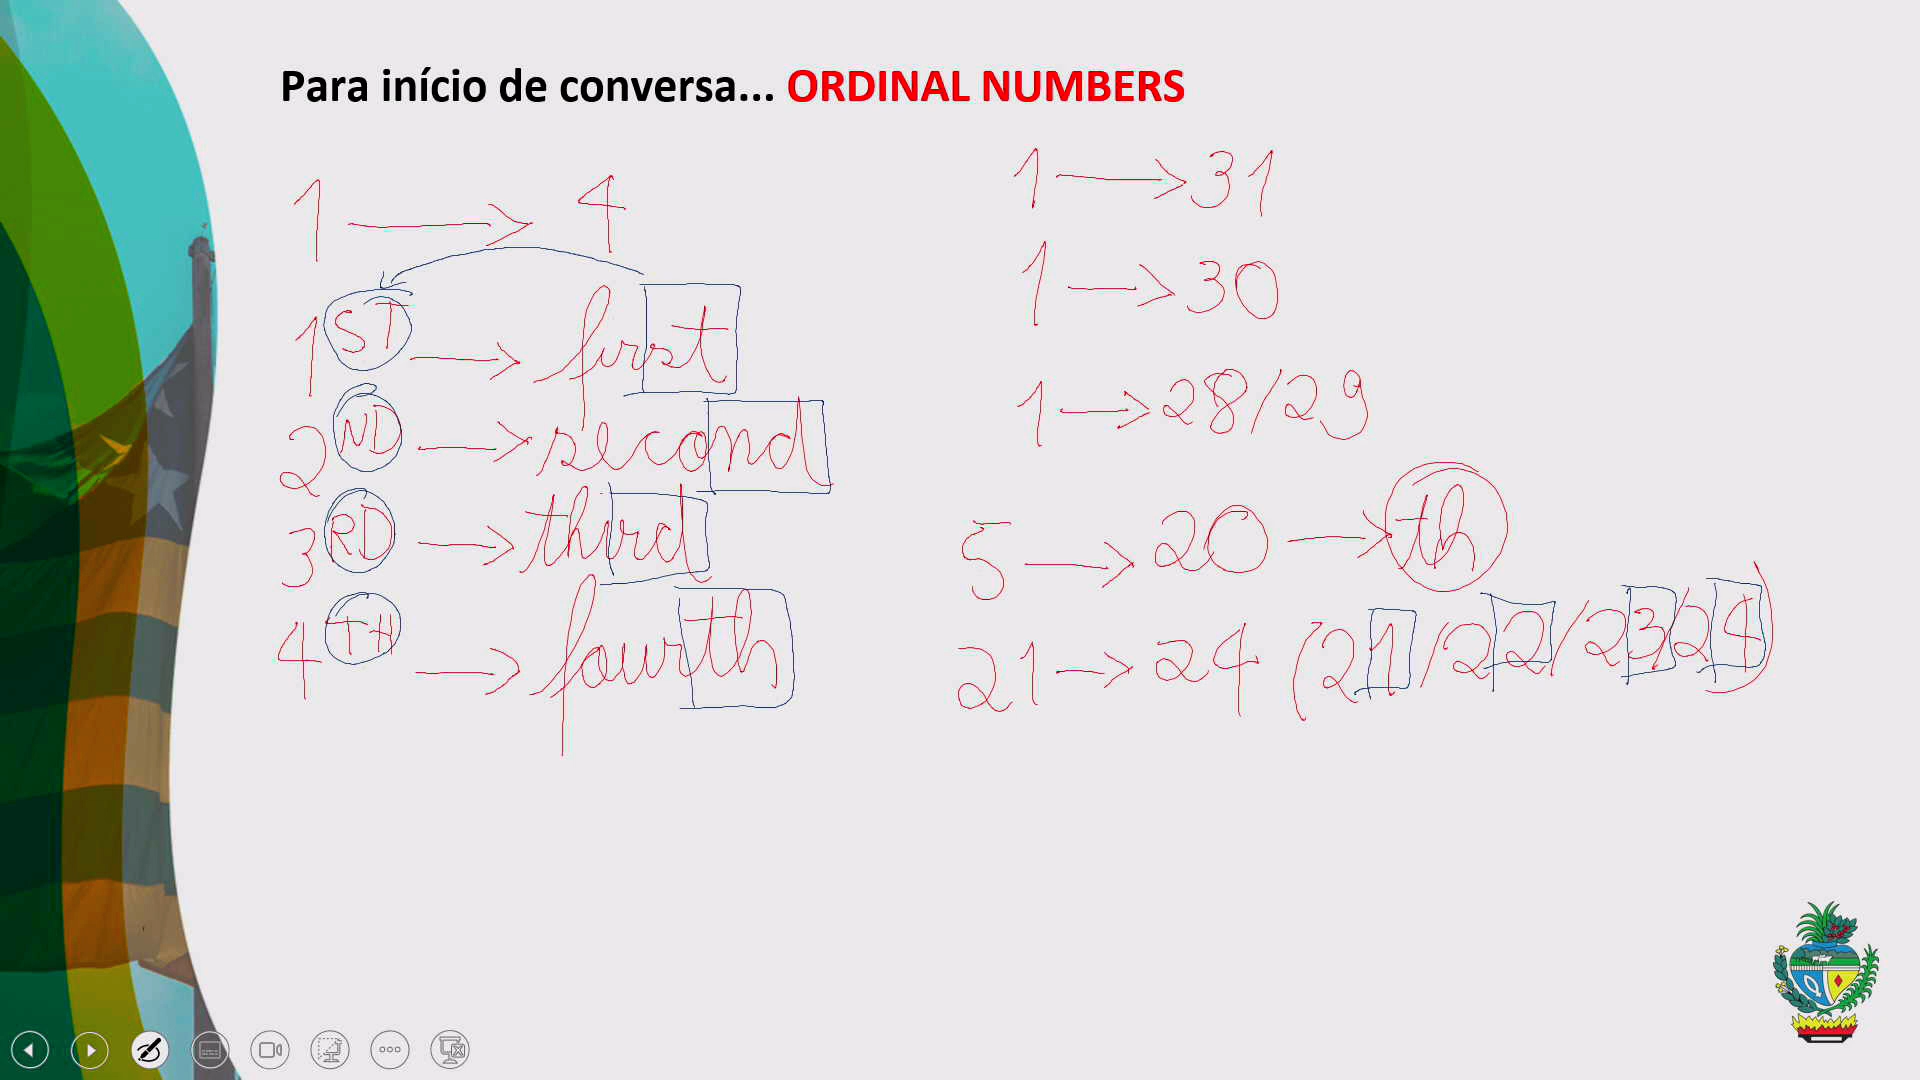 Para início de conversa... ORDINAL NUMBERS
1 → 4
1ST → first
2ND → second
3RD → third
4TH → fourth
1 → 31
1 → 30
1 → 28/29
5 → 20 → th
21 → 24 (21/22/23/24)